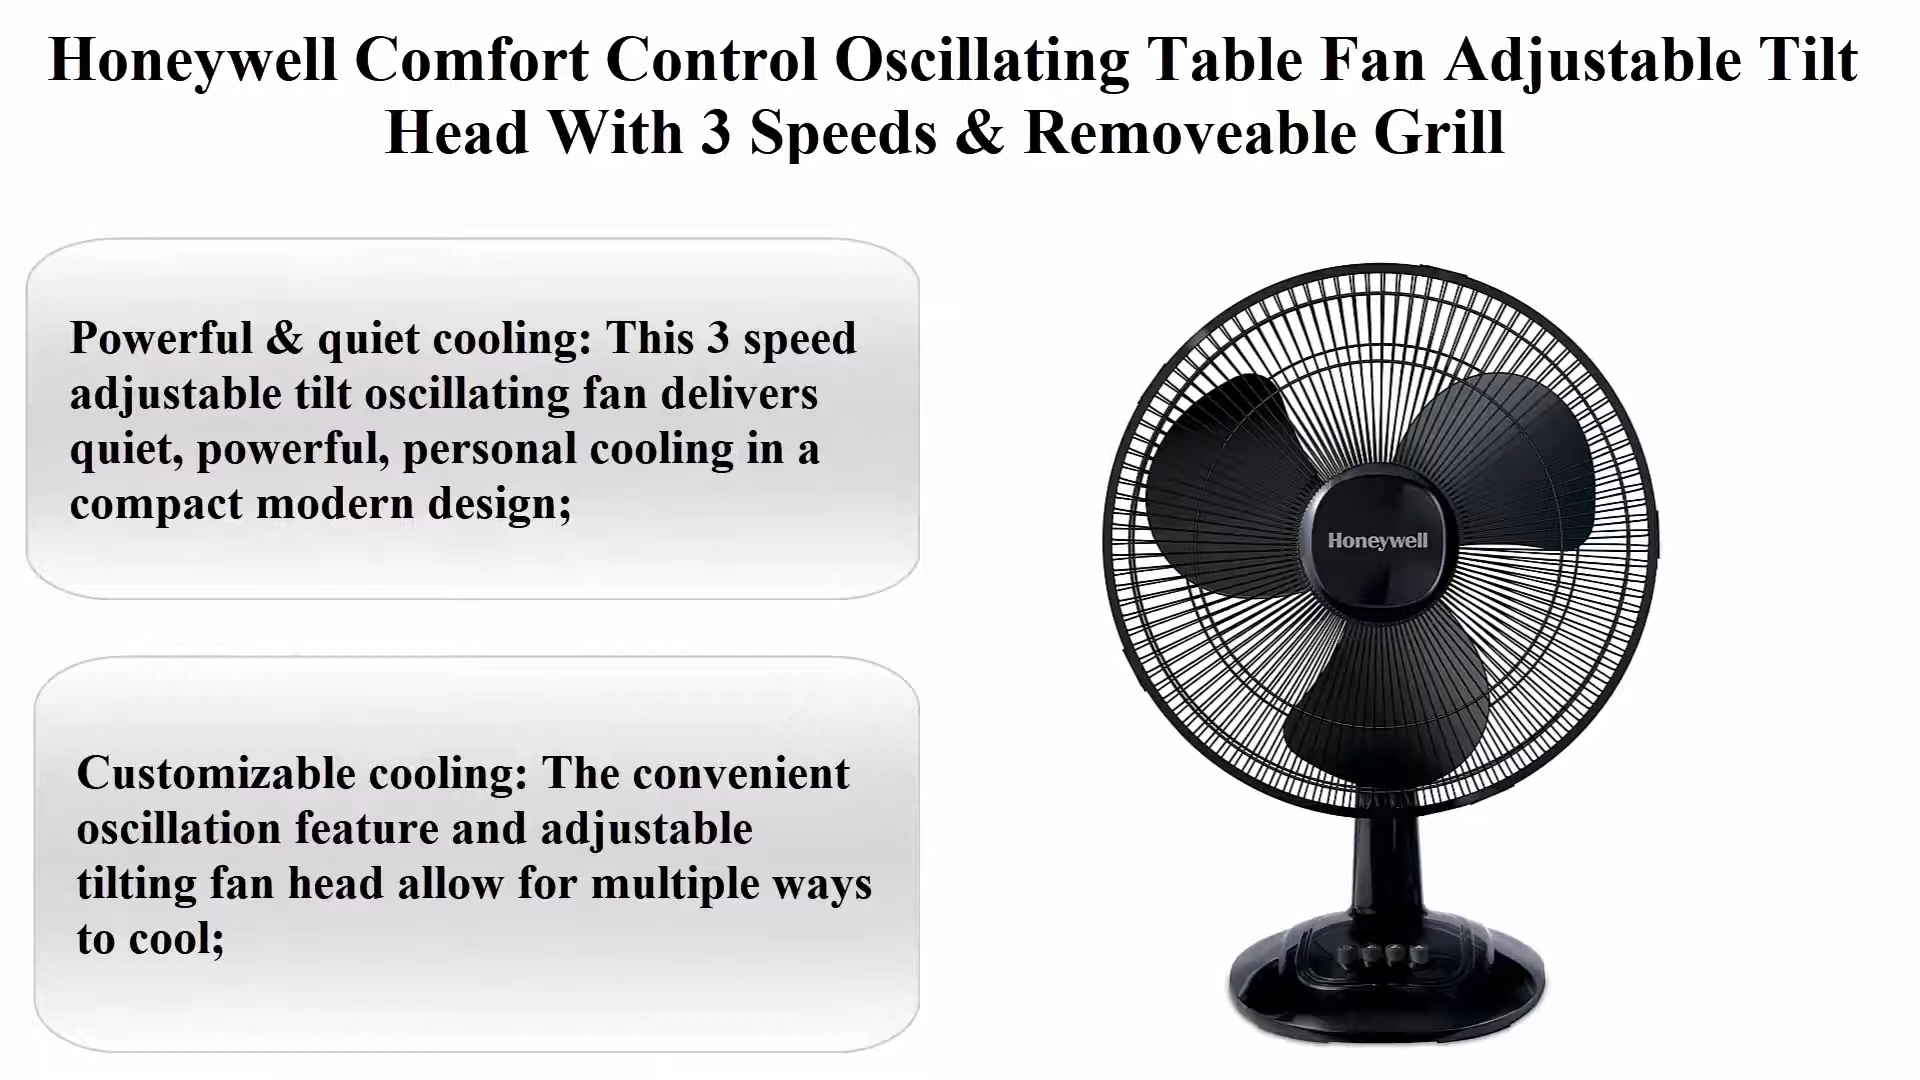 Honeywell Comfort Control Oscillating Table Fan Adjustable Tilt
Head With 3 Speeds & Removeable Grill
Powerful & quiet cooling: This 3 speed
adjustable tilt oscillating fan delivers
quiet, powerful, personal cooling in a
compact modern design;
Honeywell
Customizable cooling: The convenient
oscillation feature and adjustable
tilting fan head allow for multiple ways
to cool;